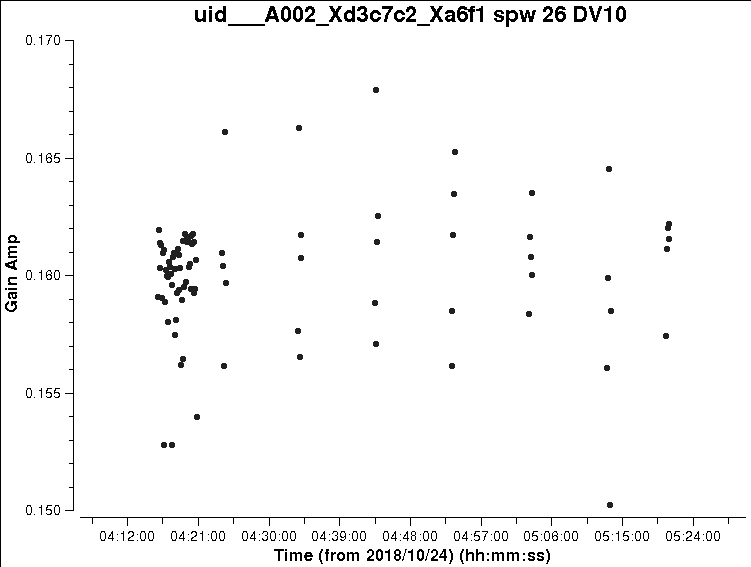 uid___A002_Xd3c7c2_Xa6f1 spw 26 DV10
0.170
0.165
0.160
0.155
0.150
Gain Amp
04:12:00 04:21:00 04:30:00 04:39:00 04:48:00 04:57:00 05:06:00 05:15:00 05:24:00
Time (from 2018/10/24) (hh:mm:ss)